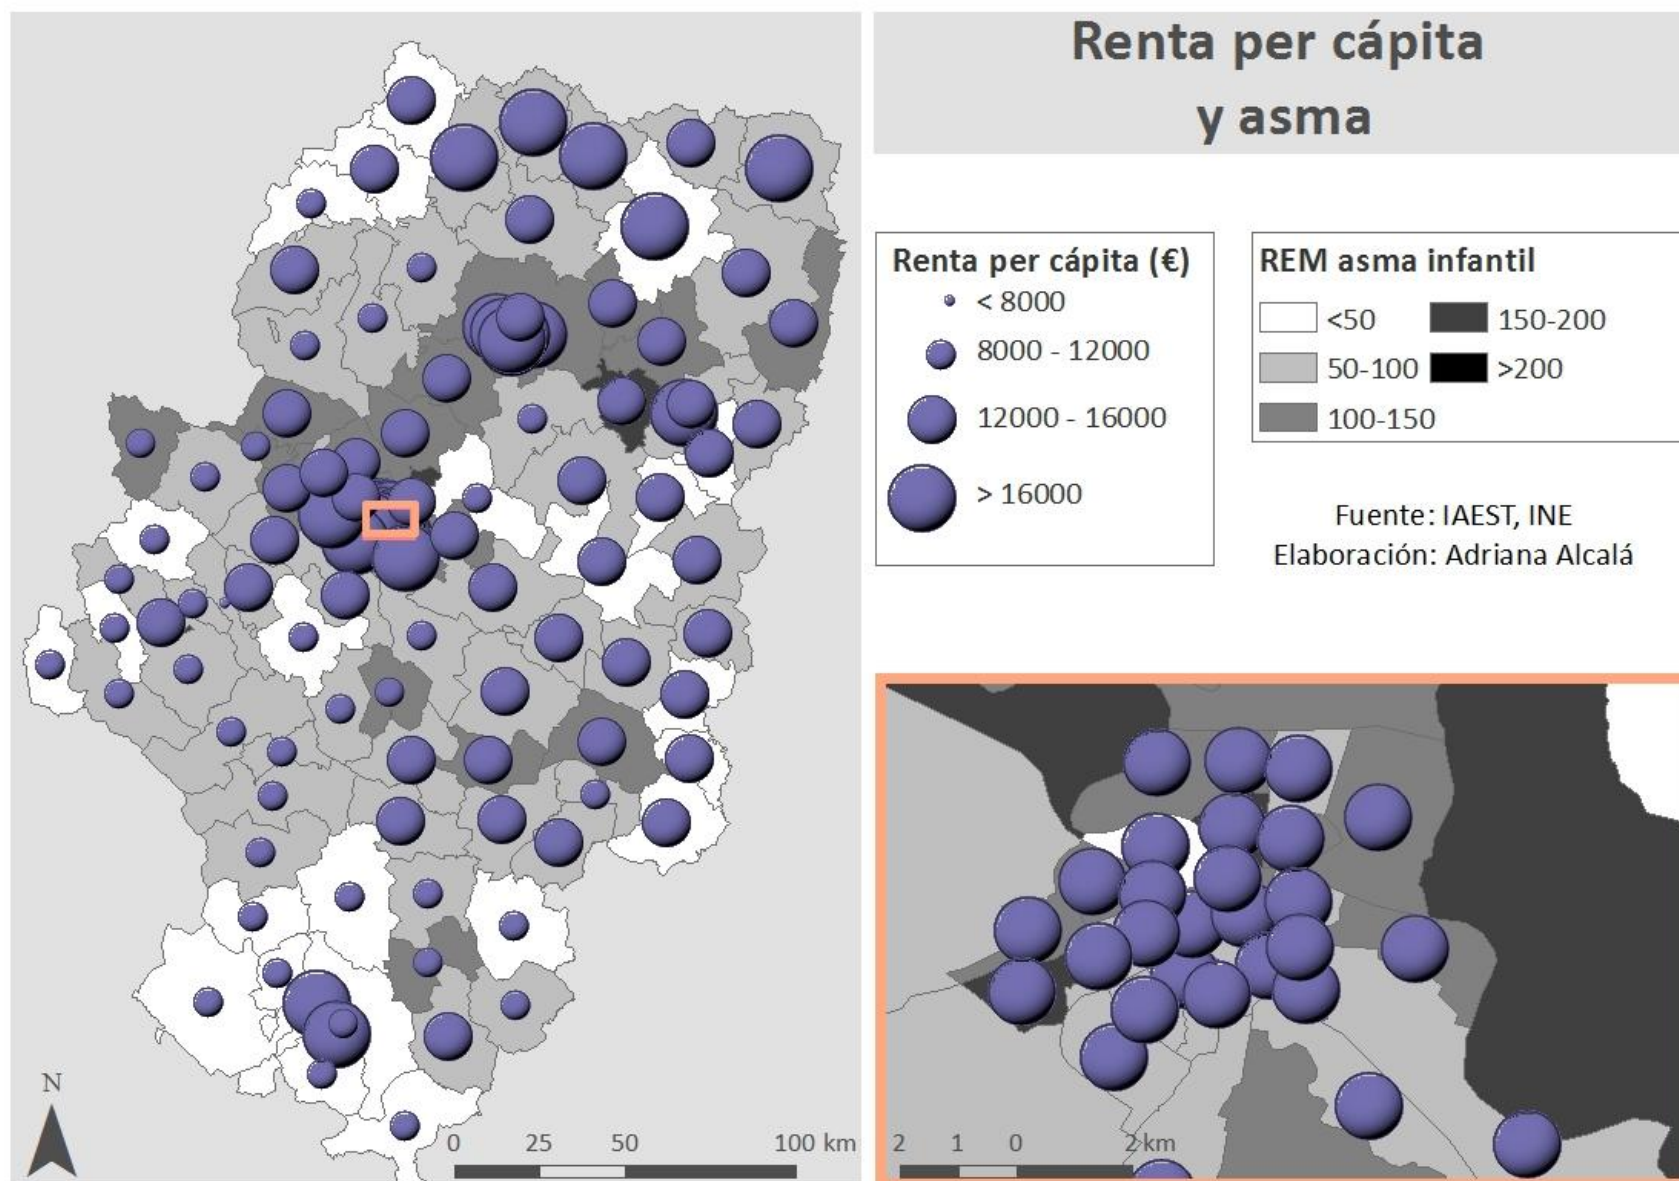 Renta per cápita
y asma
Renta per cápita (€)
< 8000
8000 - 12000
12000 - 16000
> 16000
REM asma infantil
<50
150-200
50-100
>200
100-150
Fuente: IAEST, INE
Elaboración: Adriana Alcalá
N
0 25 50 100 km
2 1 0 2 km